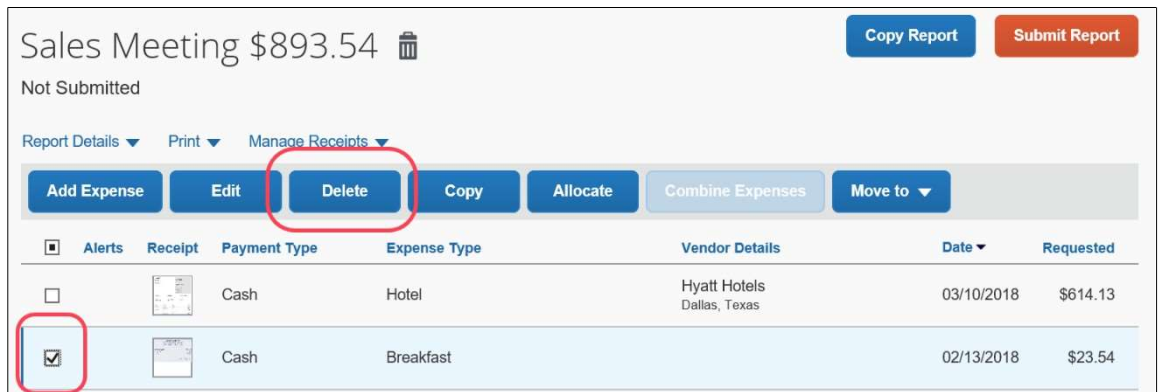 Sales Meeting $893.54
Copy Report
Submit Report
Not Submitted
Report Details Print Manage Receipts
Add Expense Edit Delete Copy Allocate Combine Expenses Move to
Alerts Receipt Payment Type Expense Type Vendor Details Date Requested
Cash Hotel Hyatt Hotels 03/10/2018 $614.13
Dallas, Texas
Cash Breakfast 02/13/2018 $23.54